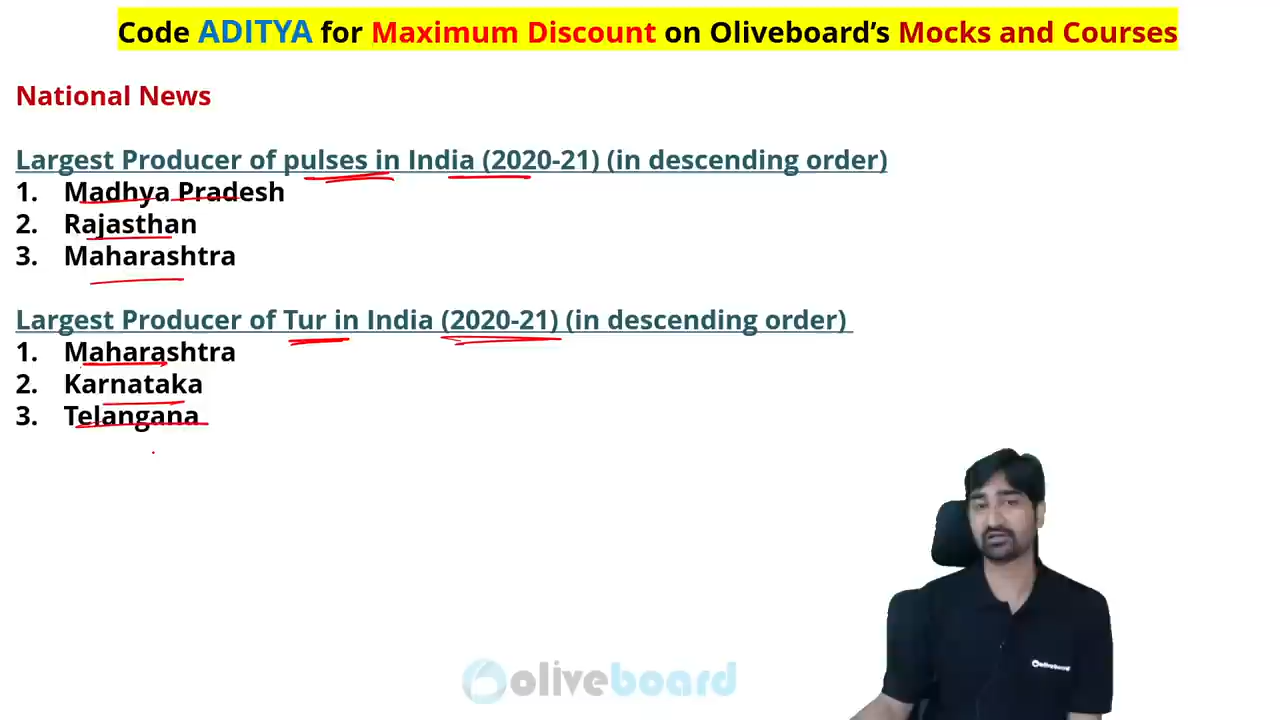 Code ADITYA for Maximum Discount on Oliveboard’s Mocks and Courses
National News
Largest Producer of pulses in India (2020-21) (in descending order)
1. Madhya Pradesh
2. Rajasthan
3. Maharashtra
Largest Producer of Tur in India (2020-21) (in descending order)
1. Maharashtra
2. Karnataka
3. Telangana
oliveboard
oliveboard